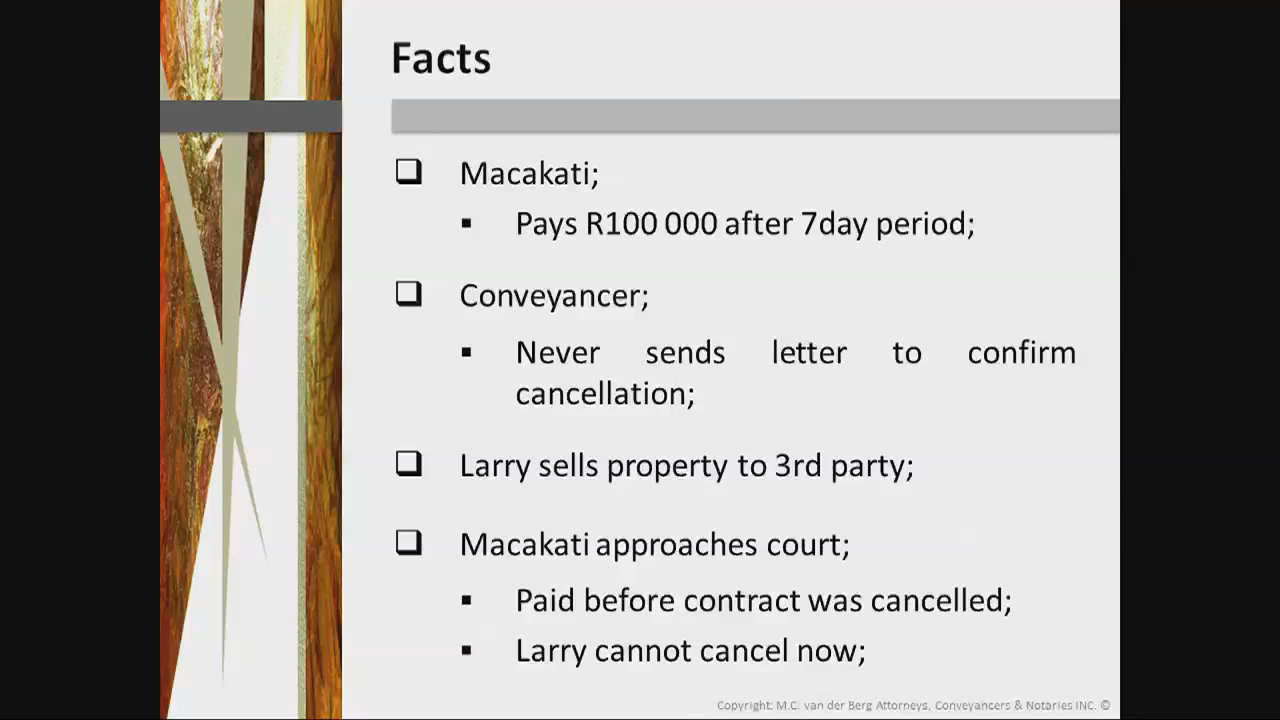 Facts
Macakati;
Pays R100 000 after 7day period;
Conveyancer;
Never sends letter to confirm
cancellation;
Larry sells property to 3rd party;
Macakati approaches court;
Paid before contract was cancelled;
Larry cannot cancel now;
Copyright: M.C. van der Berg Attorneys, Conveyancers & Notaries INC. ©